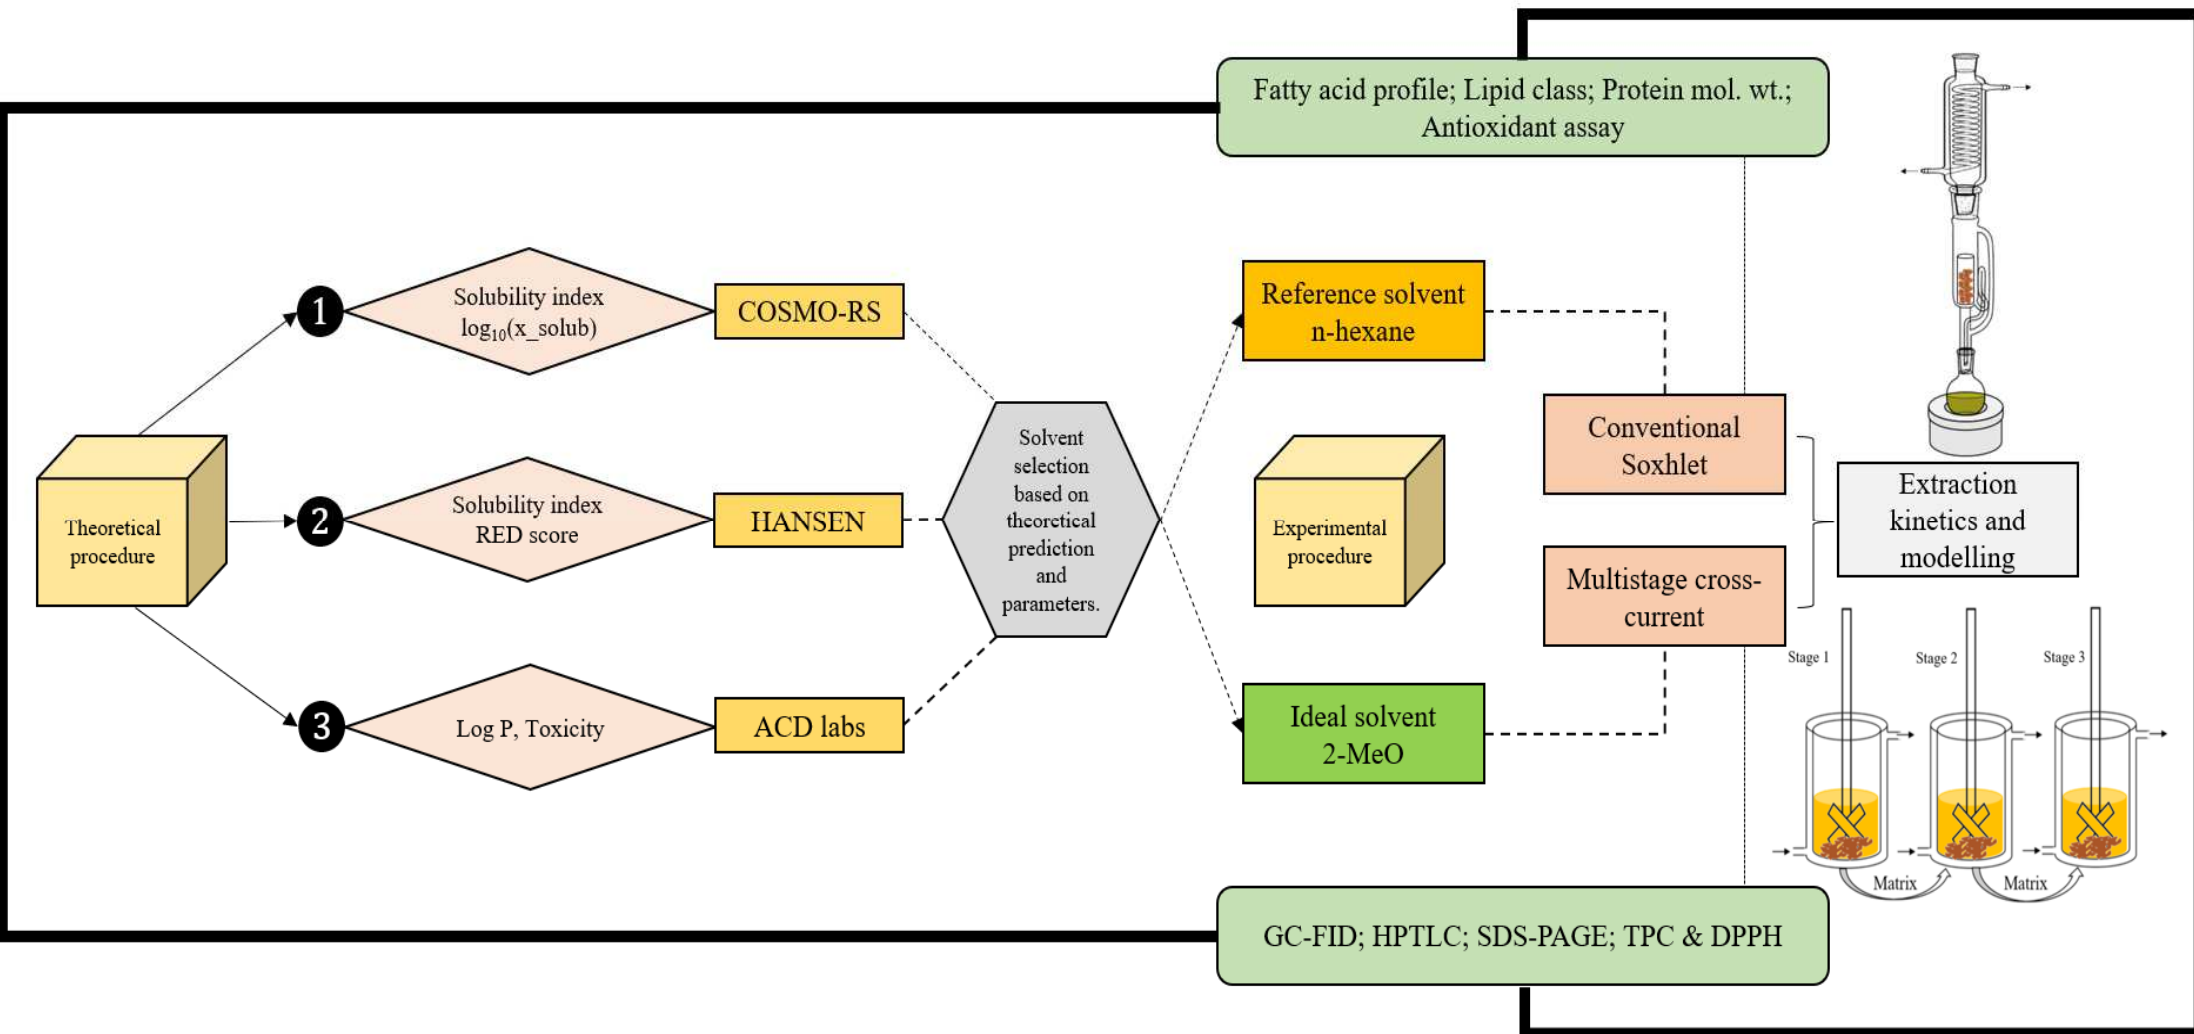 Fatty acid profile; Lipid class; Protein mol. wt.;
Antioxidant assay
1
Solubility index
log₁₀(x_solub)
COSMO-RS
Reference solvent
n-hexane
Theoretical
procedure
2
Solubility index
RED score
HANSEN
Solvent
selection
based on
theoretical
prediction
and
parameters.
Experimental
procedure
Conventional
Soxhlet
Multistage cross-
current
Extraction
kinetics and
modelling
3
Log P, Toxicity
ACD labs
Ideal solvent
2-MeO
Stage 1
Stage 2
Stage 3
Matrix
Matrix
GC-FID; HPTLC; SDS-PAGE; TPC & DPPH